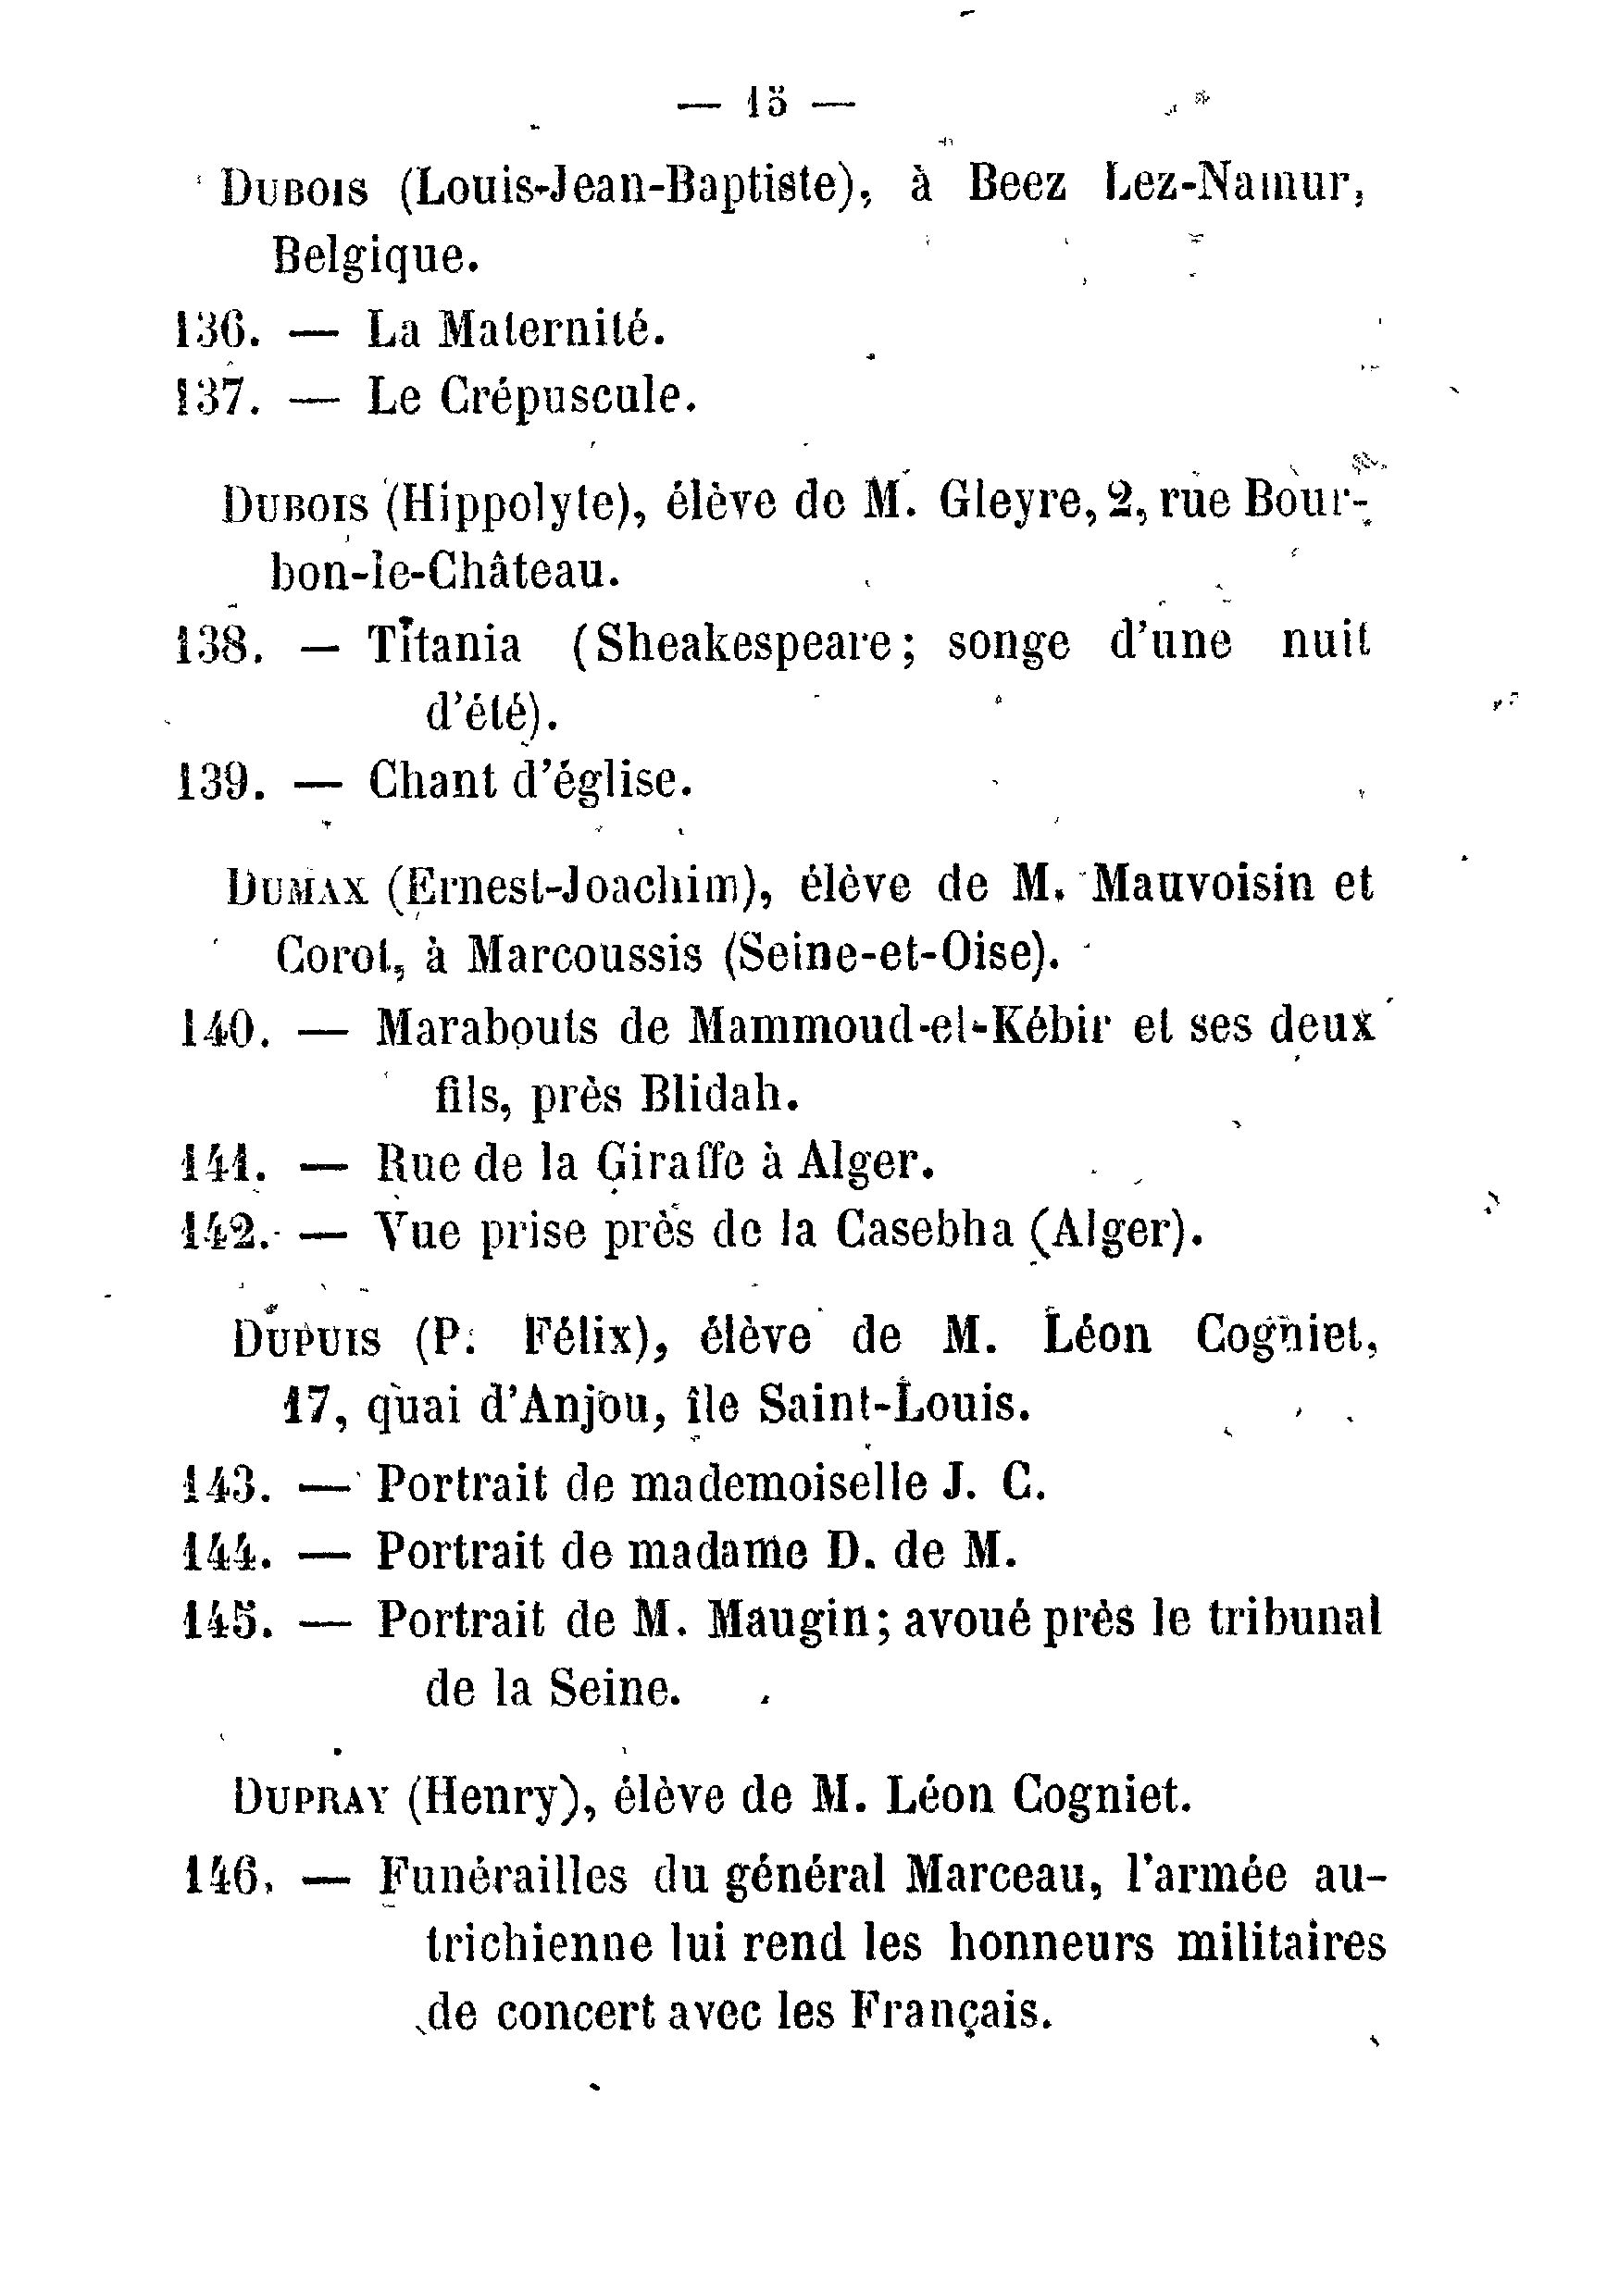 — 15 —
DUBOIS (Louis-Jean-Baptiste), à Beez Lez-Namur,
Belgique.
136. — La Maternité.
137. — Le Crépuscule.
DUBOIS (Hippolyte), élève de M. Gleyre, 2, rue Bour-
bon-le-Château.
138. — Titania (Sheakespeare; songe d'une nuit
d'été).
139. — Chant d'église.
DUMAX (Ernest-Joachim), élève de M. Mauvoisin et
Corot, à Marcoussis (Seine-et-Oise).
140. — Marabouts de Mammoud-el-Kébir et ses deux
fils, près Blidah.
141. — Rue de la Giraffe à Alger.
142. — Vue prise près de la Casebha (Alger).
DUPUIS (P. Félix), élève de M. Léon Cogniet,
17, quai d'Anjou, île Saint-Louis.
143. — Portrait de mademoiselle J. C.
144. — Portrait de madame D. de M.
145. — Portrait de M. Maugin; avoué près le tribunal
de la Seine.
DUPRAY (Henry), élève de M. Léon Cogniet.
146. — Funérailles du général Marceau, l'armée au-
trichienne lui rend les honneurs militaires
de concert avec les Français.